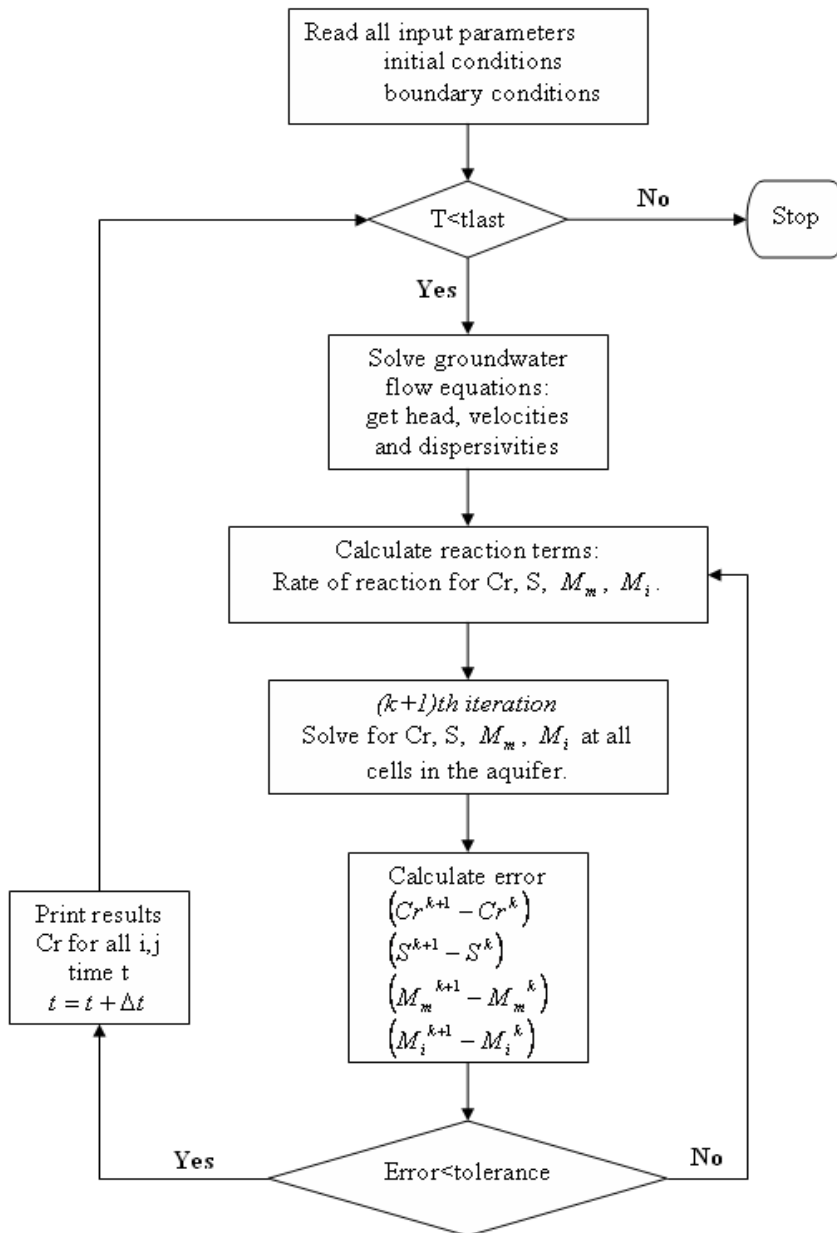 Read all input parameters
initial conditions
boundary conditions
T<tlast
No
Stop
Yes
Solve groundwater
flow equations:
get head, velocities
and dispersivities
Calculate reaction terms:
Rate of reaction for Cr, S, M_m, M_i.
(k+1)th iteration
Solve for Cr, S, M_m, M_i at all
cells in the aquifer.
Calculate error
(Cr^{k+1} − Cr^k)
(S^{k+1} − S^k)
(M_m^{k+1} − M_m^k)
(M_i^{k+1} − M_i^k)
Print results
Cr for all i,j
time t
t = t + Δt
Yes
Error<tolerance
No